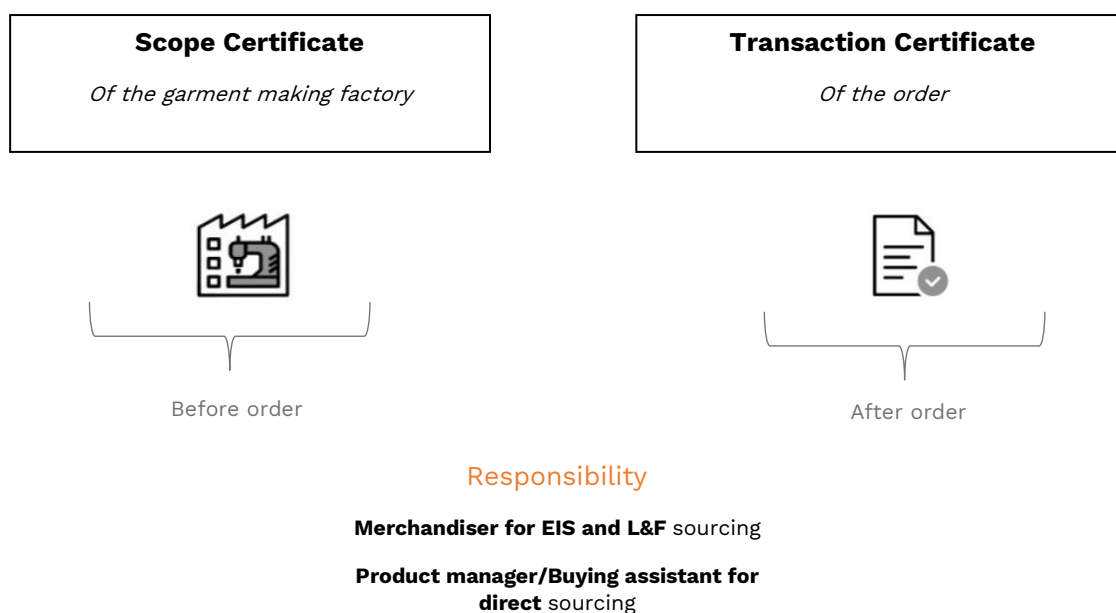 Scope Certificate
Of the garment making factory
Transaction Certificate
Of the order
Before order
After order
Responsibility
Merchandiser for EIS and L&F sourcing
Product manager/Buying assistant for
direct sourcing